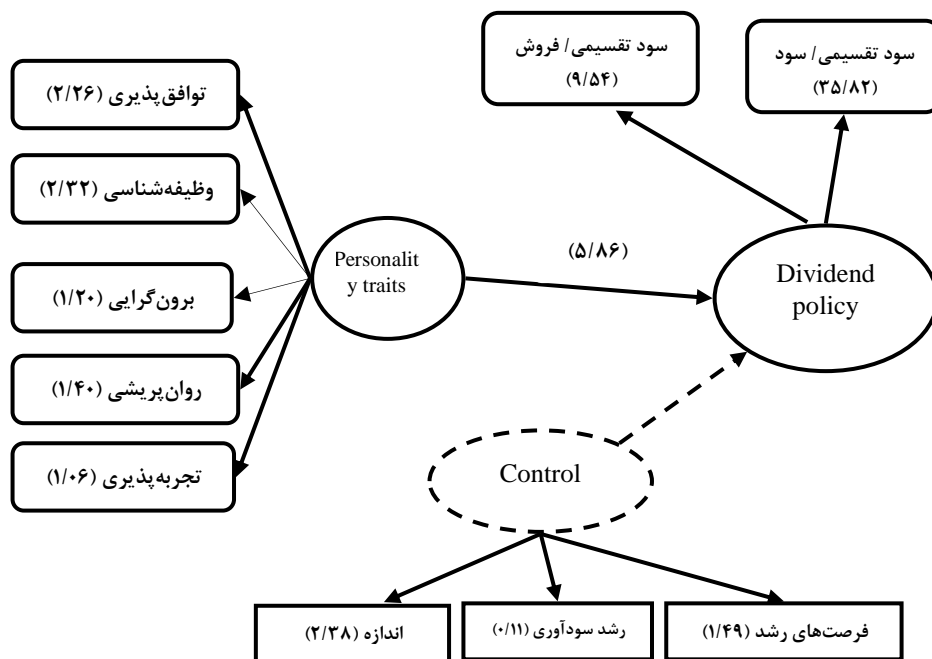 سود تقسیمی/ فروش
(۹/۵۴)
سود تقسیمی/ سود
(۳۵/۸۲)
توافق‌پذیری (۲/۲۶)
وظیفه‌شناسی (۲/۳۲)
برون‌گرایی (۱/۲۰)
روان‌پریشی (۱/۴۰)
تجربه‌پذیری (۱/۰۶)
Personalit
y traits
(۵/۸۶)
Dividend
policy
Control
اندازه (۲/۳۸)
رشد سودآوری (۰/۱۱)
فرصت‌های رشد (۱/۴۹)